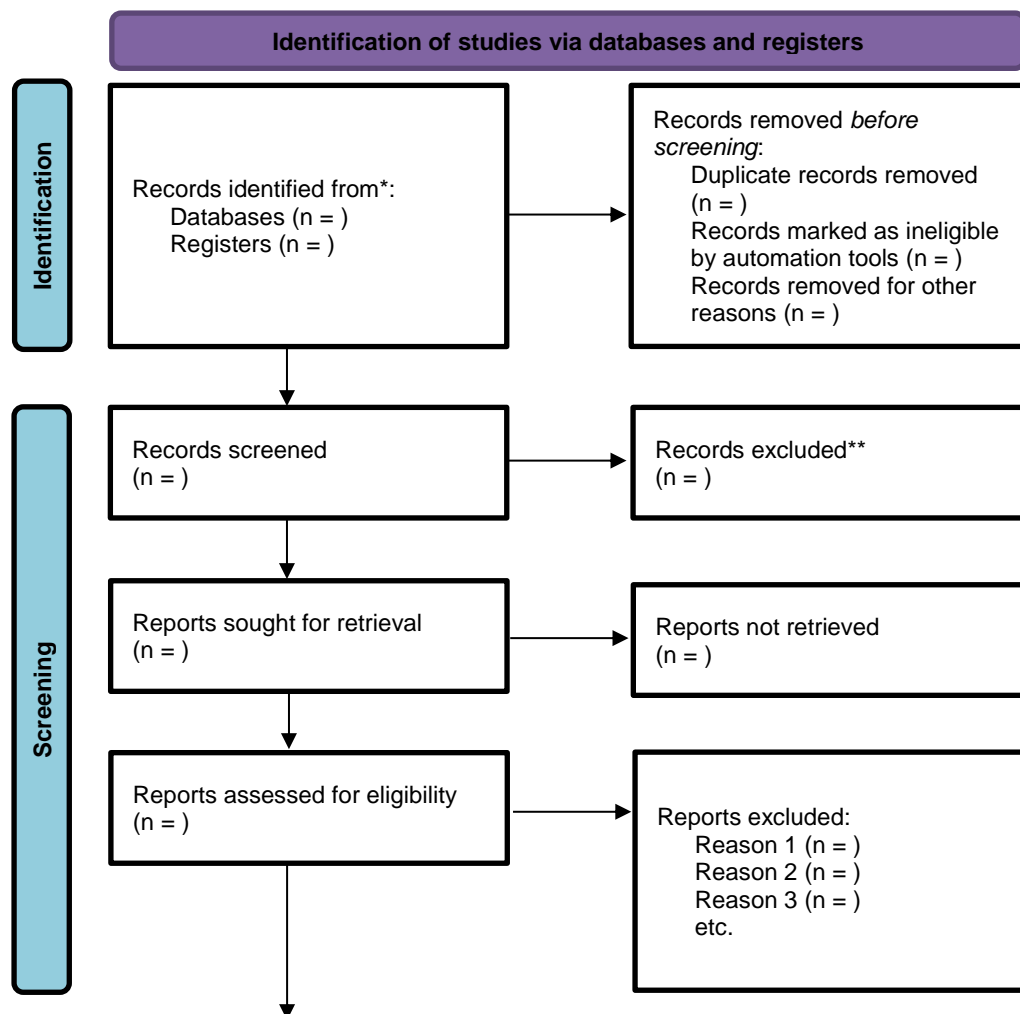 Identification of studies via databases and registers
Identification
Records identified from*:
Databases (n = )
Registers (n = )
Records removed before
screening:
Duplicate records removed
(n = )
Records marked as ineligible
by automation tools (n = )
Records removed for other
reasons (n = )
Screening
Records screened
(n = )
Records excluded**
(n = )
Reports sought for retrieval
(n = )
Reports not retrieved
(n = )
Reports assessed for eligibility
(n = )
Reports excluded:
Reason 1 (n = )
Reason 2 (n = )
Reason 3 (n = )
etc.